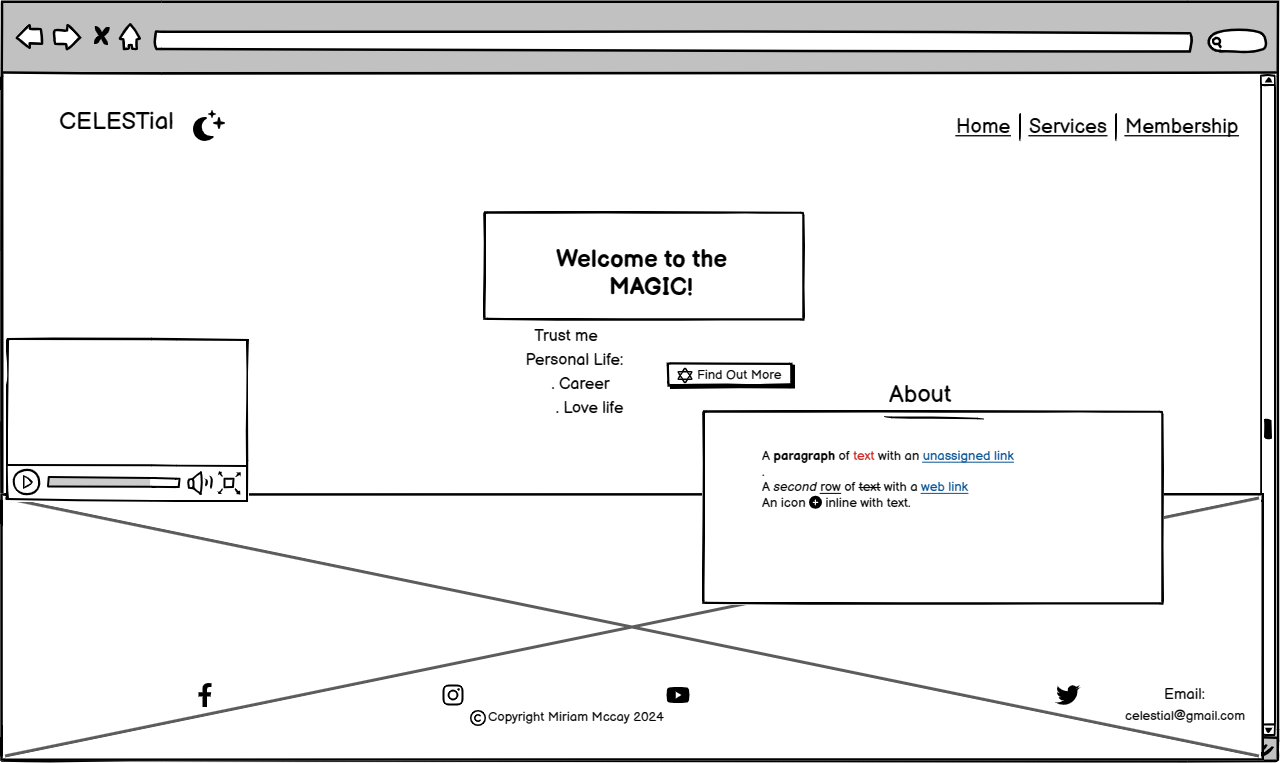 CELESTial
Home
Services
Membership
Welcome to the
MAGIC!
Trust me
Personal Life:
. Career
. Love life
Find Out More
About
A paragraph of text with an unassigned link
.
A second row of text with a web link
An icon inline with text.
© Copyright Miriam Mccay 2024
Email:
celestial@gmail.com